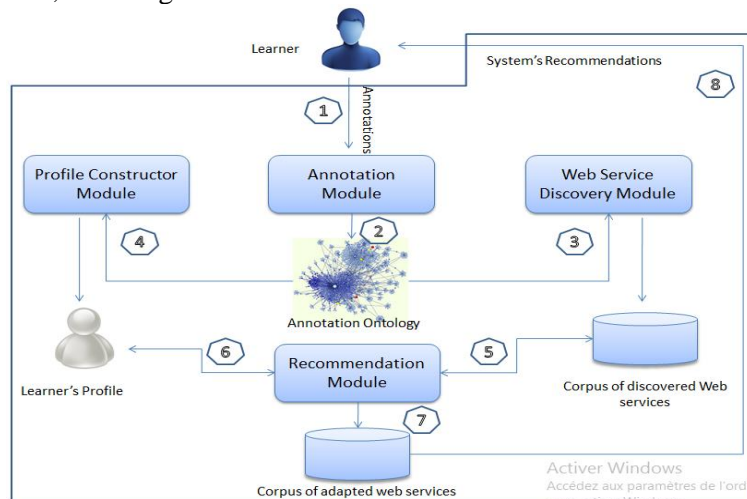 Learner
System's Recommendations
8
1
Annotations
Profile Constructor
Module
Annotation
Module
Web Service
Discovery Module
4
2
3
Annotation Ontology
6
5
Recommendation
Module
Learner's Profile
Corpus of discovered Web
services
7
Corpus of adapted web services
Activer Windows
Accédez aux paramètres de l'ord